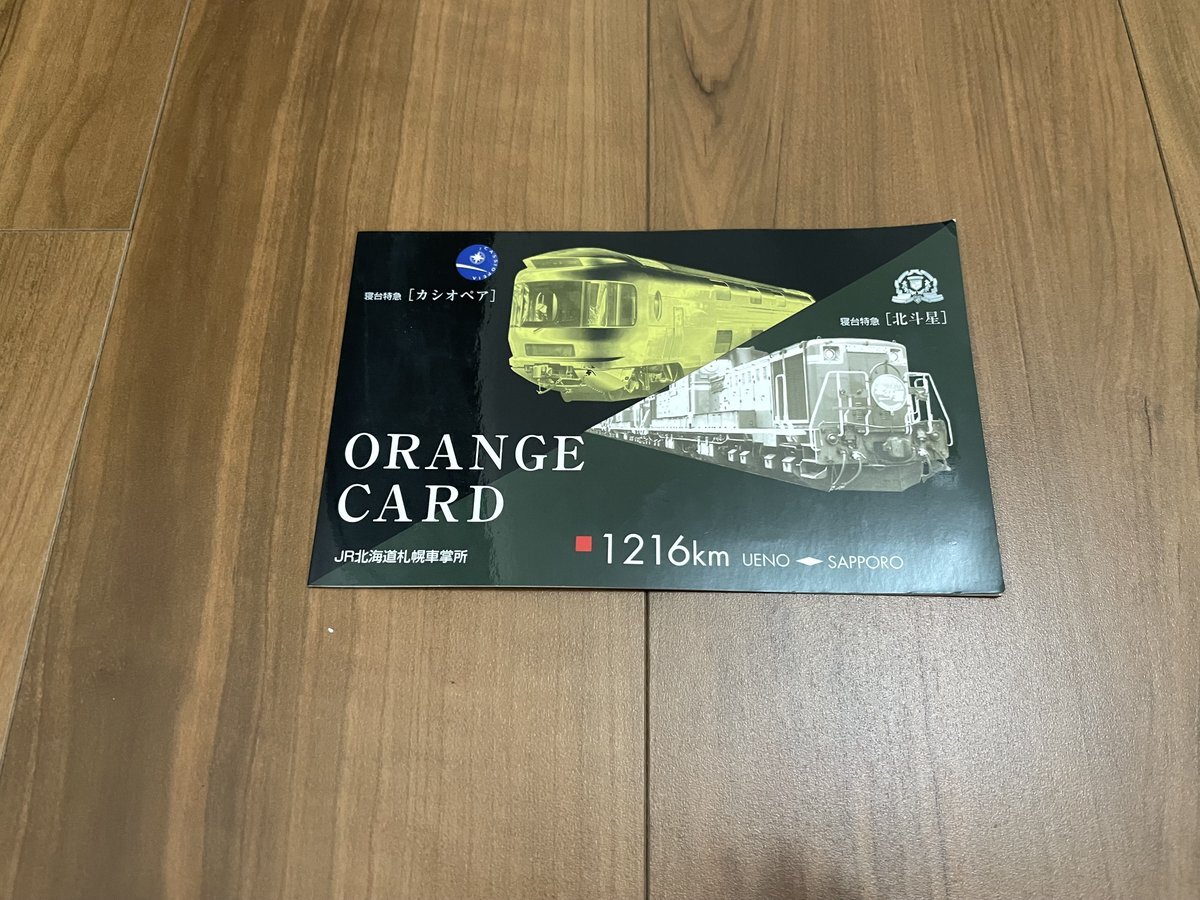 CASSIOPEIA
寝台特急 [カシオペア]
寝台特急 [北斗星]
ORANGE
CARD
JR北海道札幌車掌所
1216km UENO SAPPORO